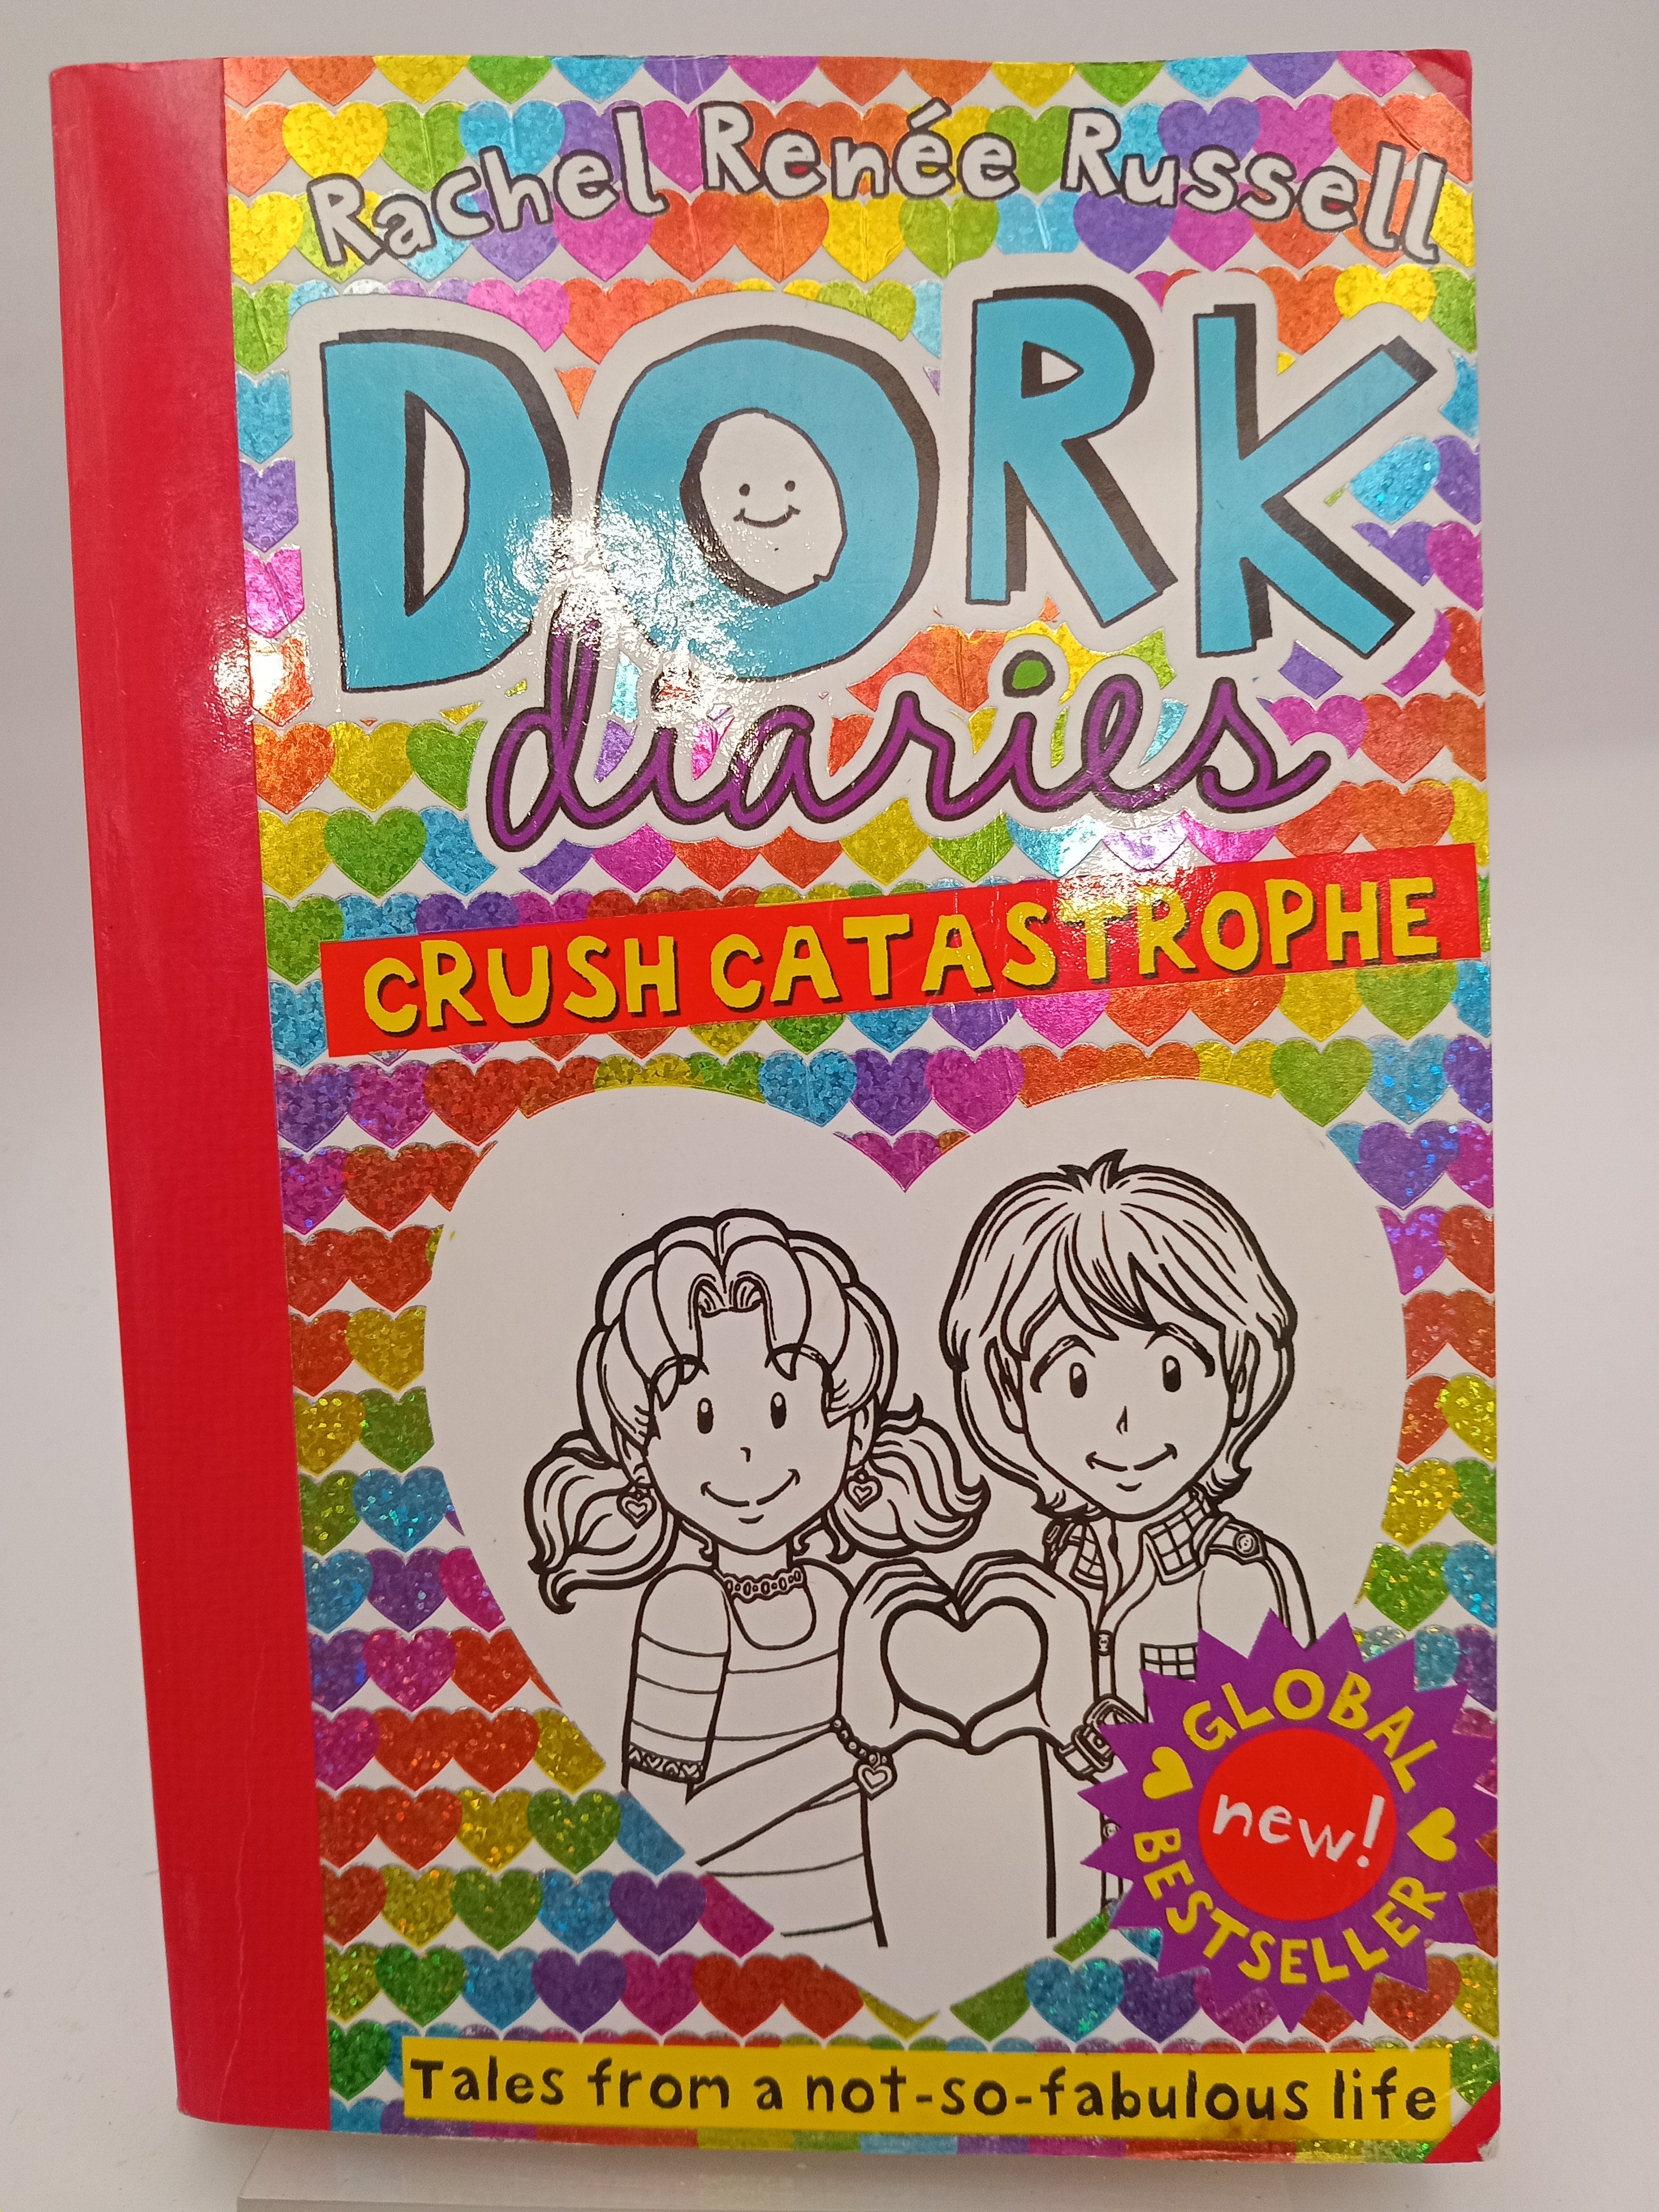 Rachel Renée Russell
DORK
diaries
CRUSH CATASTROPHE
GLOBAL
new!
BESTSELLER
Tales from a not-so-fabulous life